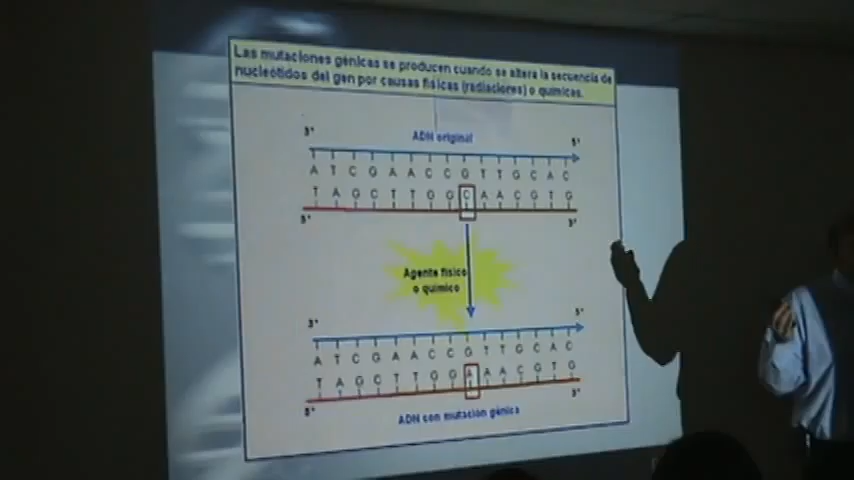 Las mutaciones génicas se producen cuando se altera la secuencia de
nucleótidos del gen por causas físicas (radiaciones) o químicas.
ADN original
3' 5'
A T C G A A C C G T T G C A C
T A G C T T G G C A A C G T G
5' 3'
Agente físico
o químico
3' 5'
A T C G A A C C G T T G C A C
T A G C T T G G A A A C G T G
5' 3'
ADN con mutación génica